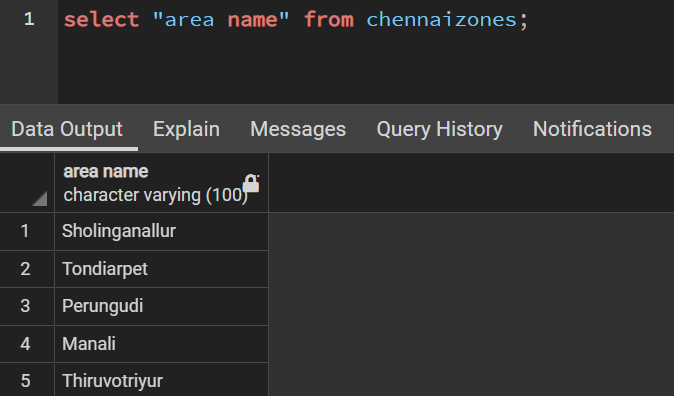 1 select "area name" from chennaizones;
Data Output Explain Messages Query History Notifications
area name
character varying (100)
1 Sholinganallur
2 Tondiarpet
3 Perungudi
4 Manali
5 Thiruvotriyur